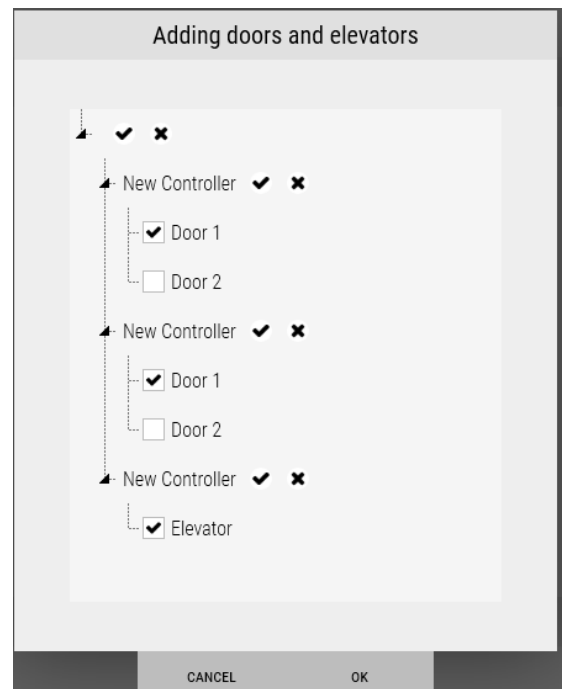 Adding doors and elevators
New Controller
Door 1
Door 2
New Controller
Door 1
Door 2
New Controller
Elevator
CANCEL OK